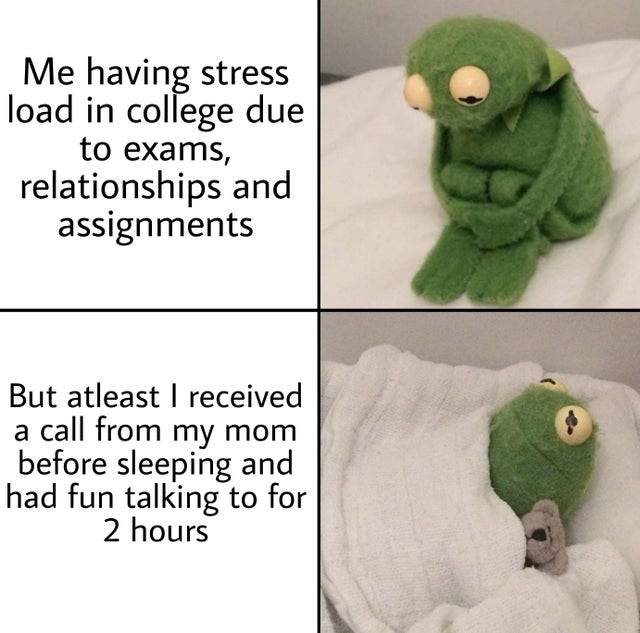 Me having stress
load in college due
to exams,
relationships and
assignments
But atleast I received
a call from my mom
before sleeping and
had fun talking to for
2 hours